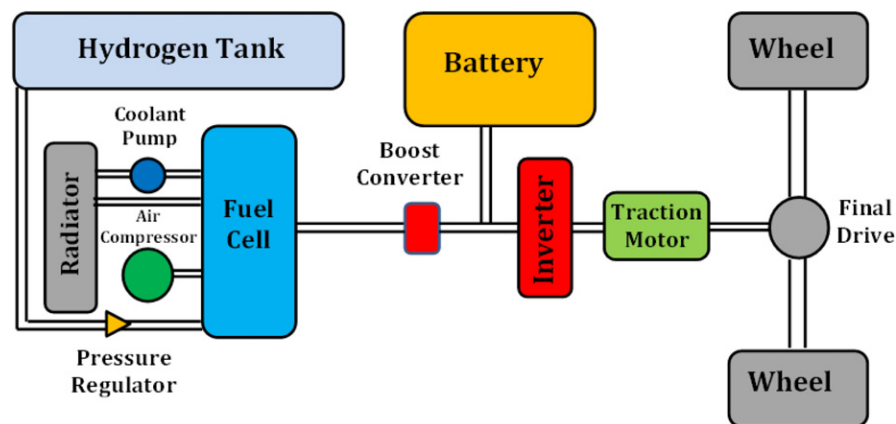 Hydrogen Tank
Battery
Wheel
Coolant
Pump
Boost
Converter
Radiator
Air
Compressor
Fuel
Cell
Inverter
Traction
Motor
Final
Drive
Pressure
Regulator
Wheel